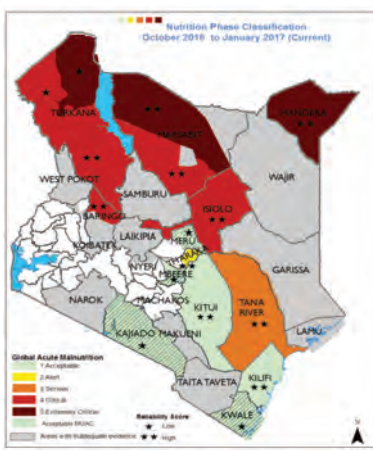 Nutrition Phase Classification
October 2016 to January 2017 (Current)
TURKANA
MARSABIT
MANDERA
WAJIR
WEST POKOT
SAMBURU
BARINGO
ISIOLO
KOIBATEK
LAIKIPIA
MERU
THARAKA
NYERI
MBEERE
GARISSA
NAROK
MACHAKOS
KITUI
TANA
RIVER
LAMU
KAJIADO
MAKUENI
TAITA TAVETA
KILIFI
KWALE
Global Acute Malnutrition
1 Acceptable
2 Alert
3 Serious
4 Critical
5 Extremely Critical
Acceptable MUAC
Areas with inadequate evidence
Reliability Score
Low
High
N